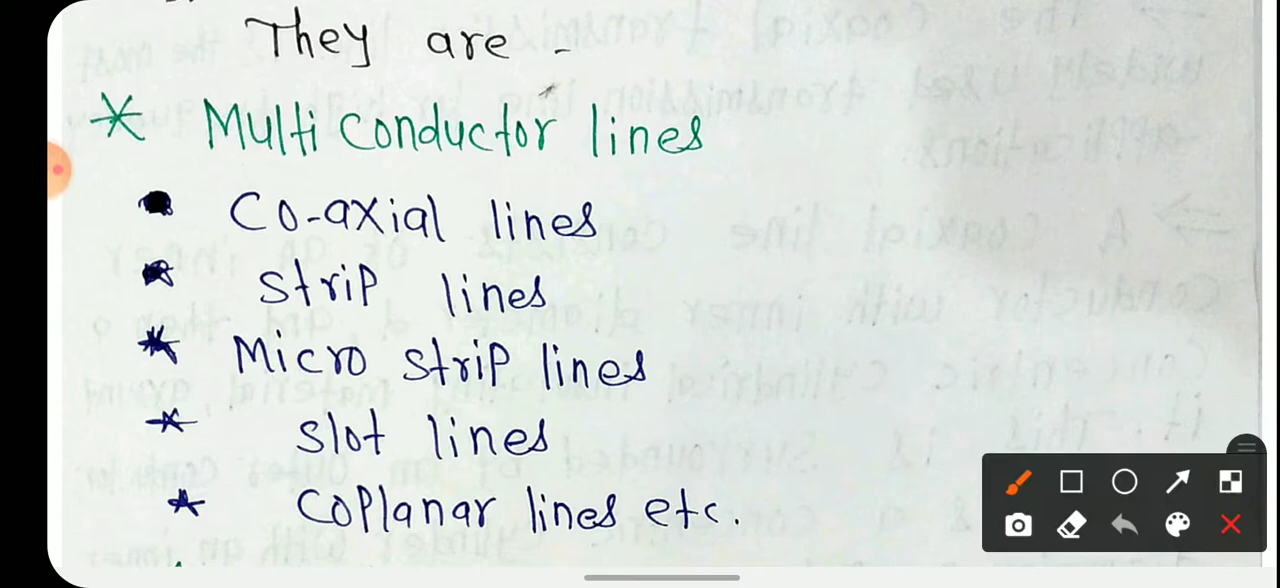 They are -
* Multi Conductor lines
• Co-axial lines
* Strip lines
* Micro strip lines
* slot lines
* Coplanar lines etc.